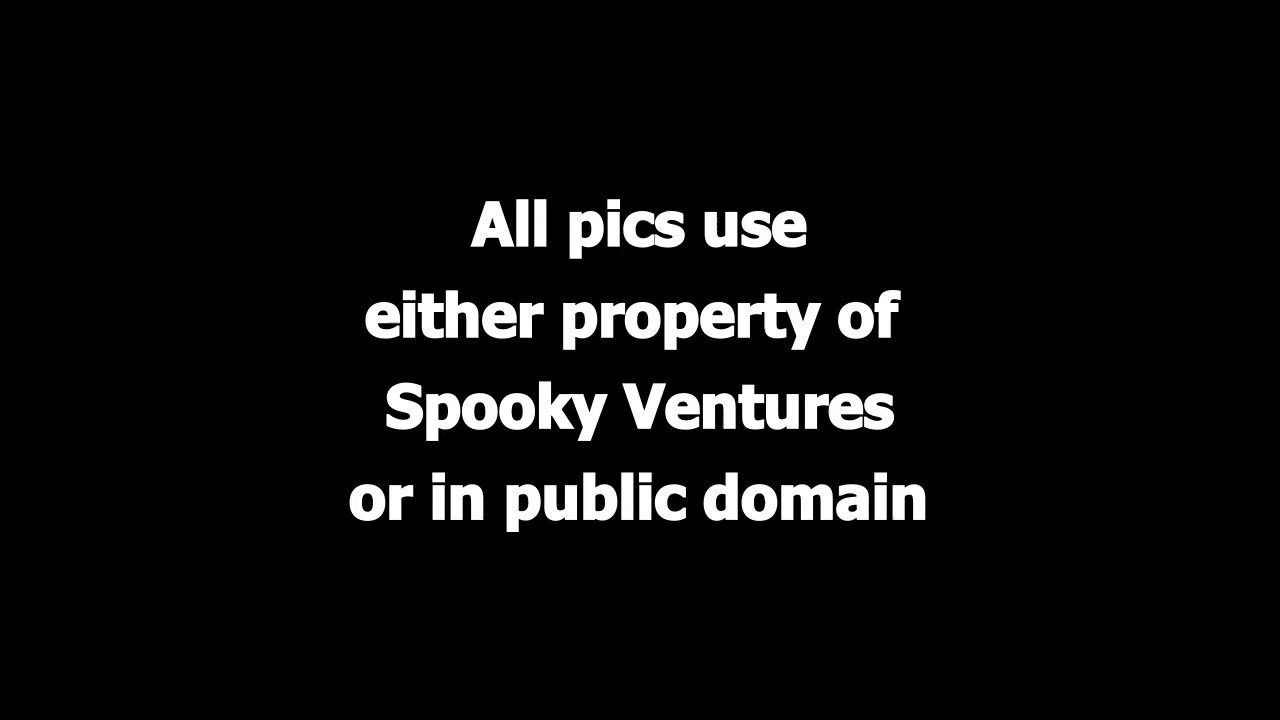 All pics use
either property of
Spooky Ventures
or in public domain